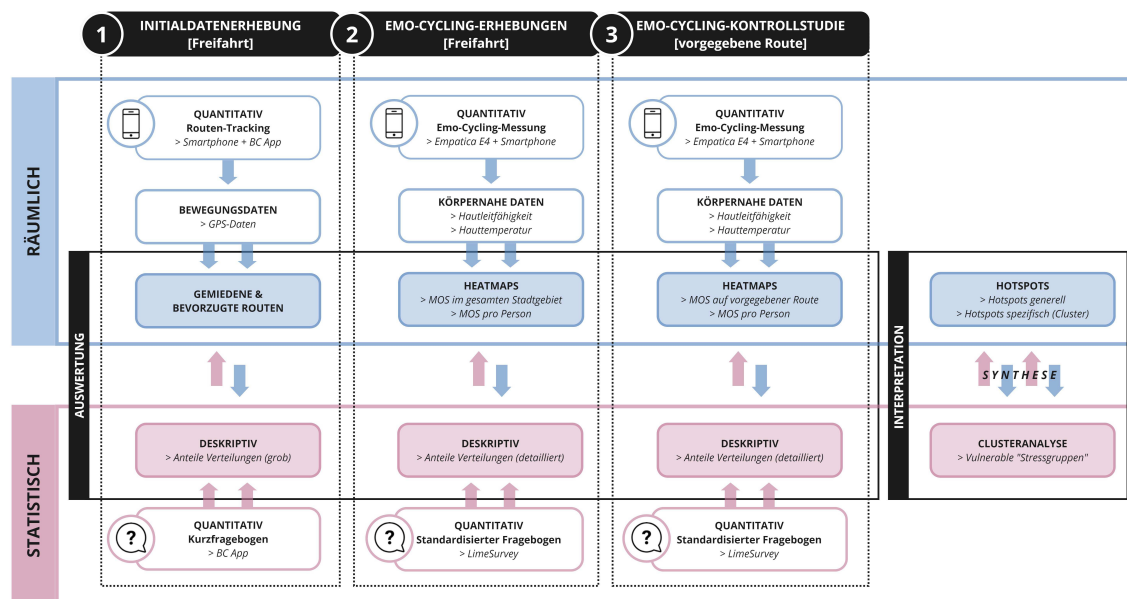 1
INITIALDATENERHEBUNG
[Freifahrt]
2
EMO-CYCLING-ERHEBUNGEN
[Freifahrt]
3
EMO-CYCLING-KONTROLLSTUDIE
[vorgegebene Route]
RÄUMLICH
QUANTITATIV
Routen-Tracking
> Smartphone + BC App
QUANTITATIV
Emo-Cycling-Messung
> Empatica E4 + Smartphone
QUANTITATIV
Emo-Cycling-Messung
> Empatica E4 + Smartphone
BEWEGUNGSDATEN
> GPS-Daten
KÖRPERNAHE DATEN
> Hautleitfähigkeit
> Hauttemperatur
KÖRPERNAHE DATEN
> Hautleitfähigkeit
> Hauttemperatur
AUSWERTUNG
GEMIEDENE &
BEVORZUGTE ROUTEN
HEATMAPS
> MOS im gesamten Stadtgebiet
> MOS pro Person
HEATMAPS
> MOS auf vorgegebener Route
> MOS pro Person
INTERPRETATION
HOTSPOTS
> Hotspots generell
> Hotspots spezifisch (Cluster)
SYNTHESE
STATISTISCH
DESKRIPTIV
> Anteile Verteilungen (grob)
DESKRIPTIV
> Anteile Verteilungen (detailliert)
DESKRIPTIV
> Anteile Verteilungen (detailliert)
CLUSTERANALYSE
> Vulnerable "Stressgruppen"
?
QUANTITATIV
Kurzfragebogen
> BC App
?
QUANTITATIV
Standardisierter Fragebogen
> LimeSurvey
?
QUANTITATIV
Standardisierter Fragebogen
> LimeSurvey